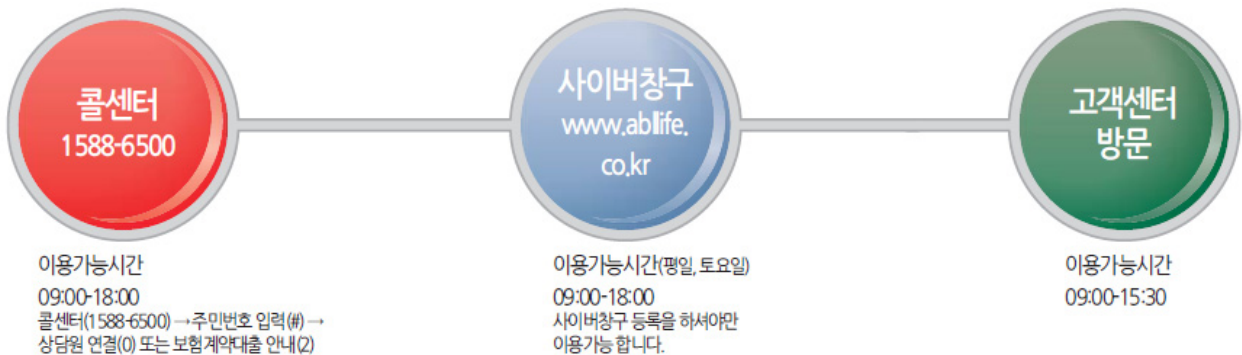 콜센터
1588-6500
사이버창구
www.abllife.
co.kr
고객센터
방문
이용가능시간
09:00-18:00
콜센터(1588-6500) →주민번호 입력(#) →
상담원 연결(0) 또는 보험계약대출 안내(2)
이용가능시간(평일, 토요일)
09:00-18:00
사이버창구 등록을 하셔야만
이용가능 합니다.
이용가능시간
09:00-15:30